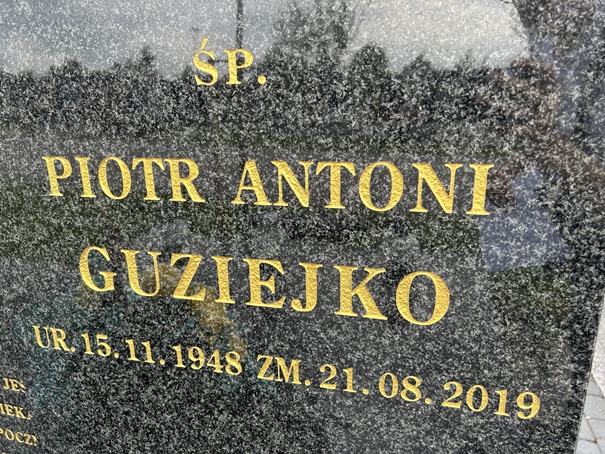 ŚP.
PIOTR ANTONI
GUZIEJKO
UR. 15.11.1948 ZM. 21.08.2019